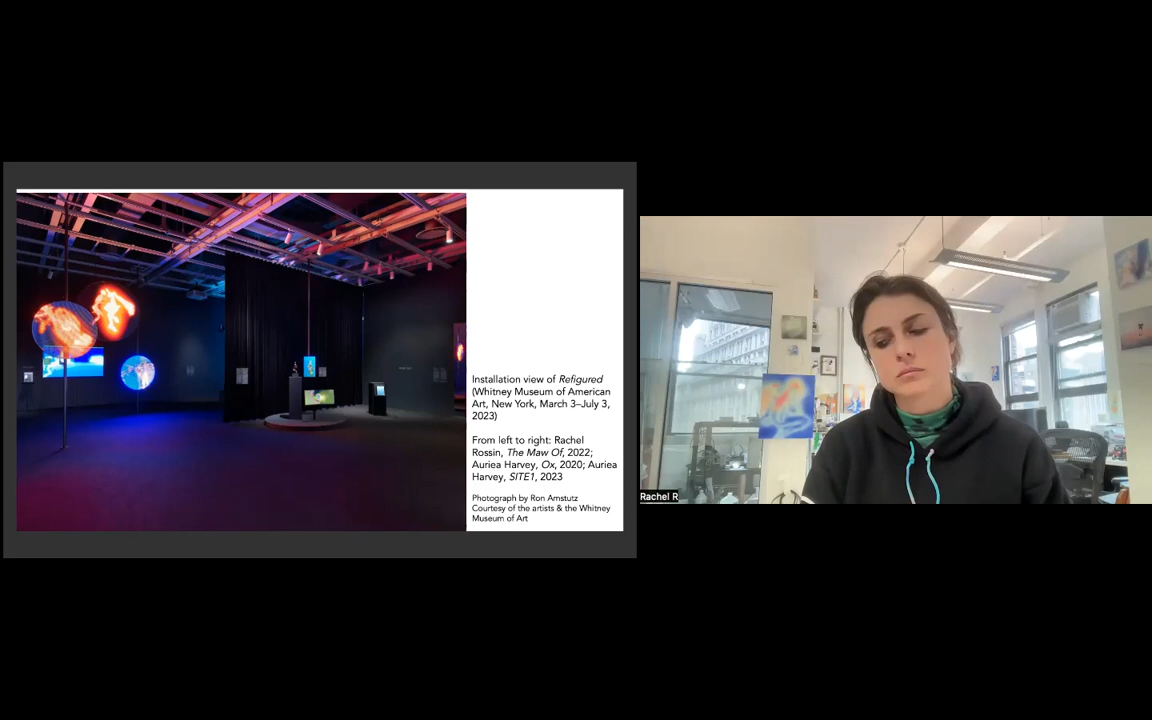 Installation view of Refigured
(Whitney Museum of American
Art, New York, March 3–July 3,
2023)
From left to right: Rachel
Rossin, The Maw Of, 2022;
Auriea Harvey, Ox, 2020; Auriea
Harvey, SITE1, 2023
Photograph by Ron Amstutz
Courtesy of the artists & the Whitney
Museum of Art
Rachel R